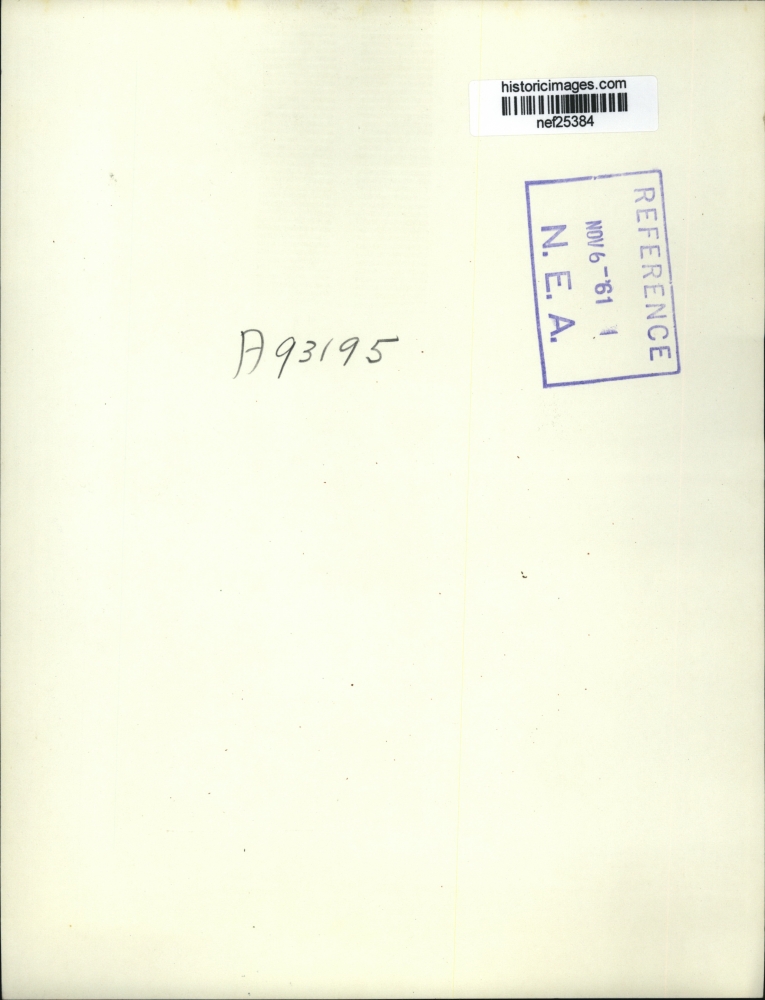 historicimages.com
nef25384
REFERENCE
NOV 6-'61
N. E. A.
A93195